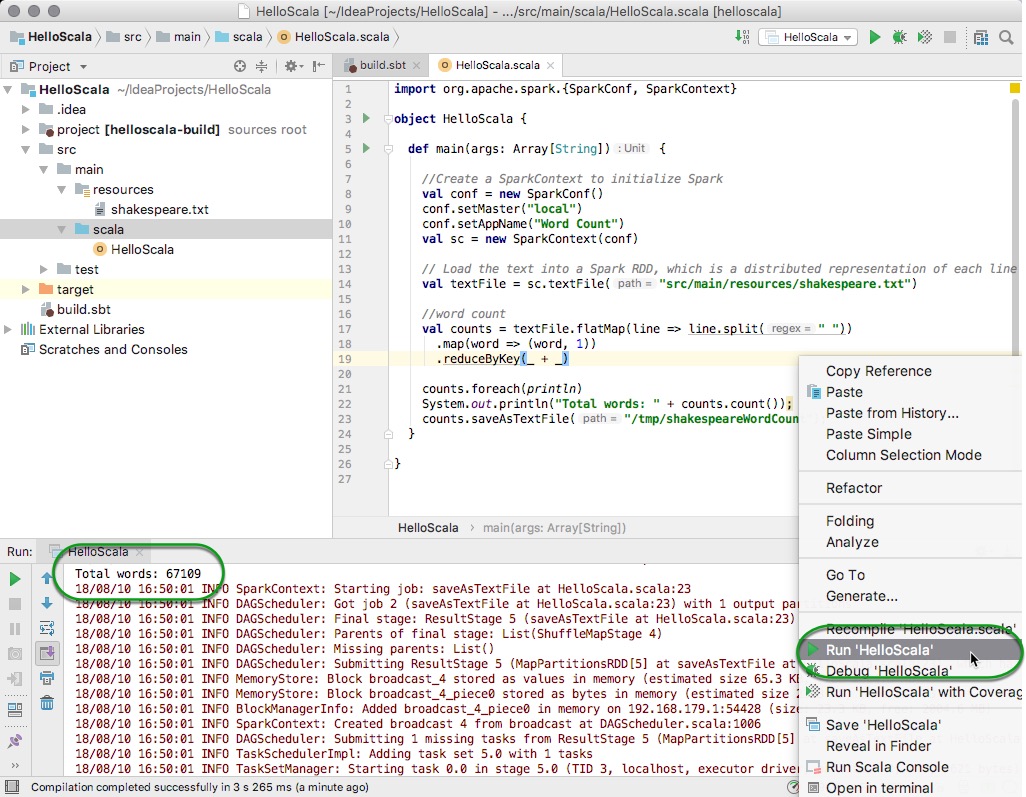 HelloScala [~/IdeaProjects/HelloScala] - .../src/main/scala/HelloScala.scala [helloscala]
HelloScala src main scala HelloScala.scala HelloScala
Project
build.sbt HelloScala.scala
HelloScala ~/IdeaProjects/HelloScala
.idea
project [helloscala-build] sources root
src
main
resources
shakespeare.txt
scala
HelloScala
test
target
build.sbt
External Libraries
Scratches and Consoles
1 import org.apache.spark.{SparkConf, SparkContext}
2
3 object HelloScala {
4
5 def main(args: Array[String]) : Unit {
6
7 //Create a SparkContext to initialize Spark
8 val conf = new SparkConf()
9 conf.setMaster("local")
10 conf.setAppName("Word Count")
11 val sc = new SparkContext(conf)
12
13 // Load the text into a Spark RDD, which is a distributed representation of each line
14 val textFile = sc.textFile( path = "src/main/resources/shakespeare.txt")
15
16 //word count
17 val counts = textFile.flatMap(line => line.split( regex = " "))
18 .map(word => (word, 1))
19 .reduceByKey(_ + _)
20
21 counts.foreach(println)
22 System.out.println("Total words: " + counts.count());
23 counts.saveAsTextFile( path = "/tmp/shakespeareWordCoun
24 }
25
26 }
27
HelloScala main(args: Array[String])
Copy Reference
Paste
Paste from History...
Paste Simple
Column Selection Mode
Refactor
Folding
Analyze
Go To
Generate...
Recompile 'HelloScala.scala'
Run 'HelloScala'
Debug 'HelloScala'
Run 'HelloScala' with Coverag
Save 'HelloScala'
Reveal in Finder
Run Scala Console
Open in terminal
Run: HelloScala
Total words: 67109
18/08/10 16:50:01 INFO SparkContext: Starting job: saveAsTextFile at HelloScala.scala:23
18/08/10 16:50:01 INFO DAGScheduler: Got job 2 (saveAsTextFile at HelloScala.scala:23) with 1 output par
18/08/10 16:50:01 INFO DAGScheduler: Final stage: ResultStage 5 (saveAsTextFile at HelloScala.scala:23)
18/08/10 16:50:01 INFO DAGScheduler: Parents of final stage: List(ShuffleMapStage 4)
18/08/10 16:50:01 INFO DAGScheduler: Missing parents: List()
18/08/10 16:50:01 INFO DAGScheduler: Submitting ResultStage 5 (MapPartitionsRDD[5] at saveAsTextFile at
18/08/10 16:50:01 INFO MemoryStore: Block broadcast_4 stored as values in memory (estimated size 65.3 K
18/08/10 16:50:01 INFO MemoryStore: Block broadcast_4_piece0 stored as bytes in memory (estimated size 2
18/08/10 16:50:01 INFO BlockManagerInfo: Added broadcast_4_piece0 in memory on 192.168.179.1:54428 (size
18/08/10 16:50:01 INFO SparkContext: Created broadcast 4 from broadcast at DAGScheduler.scala:1006
18/08/10 16:50:01 INFO DAGScheduler: Submitting 1 missing tasks from ResultStage 5 (MapPartitionsRDD[5]
18/08/10 16:50:01 INFO TaskSchedulerImpl: Adding task set 5.0 with 1 tasks
18/08/10 16:50:01 INFO TaskSetManager: Starting task 0.0 in stage 5.0 (TID 3, localhost, executor driver
Compilation completed successfully in 3 s 265 ms (a minute ago)